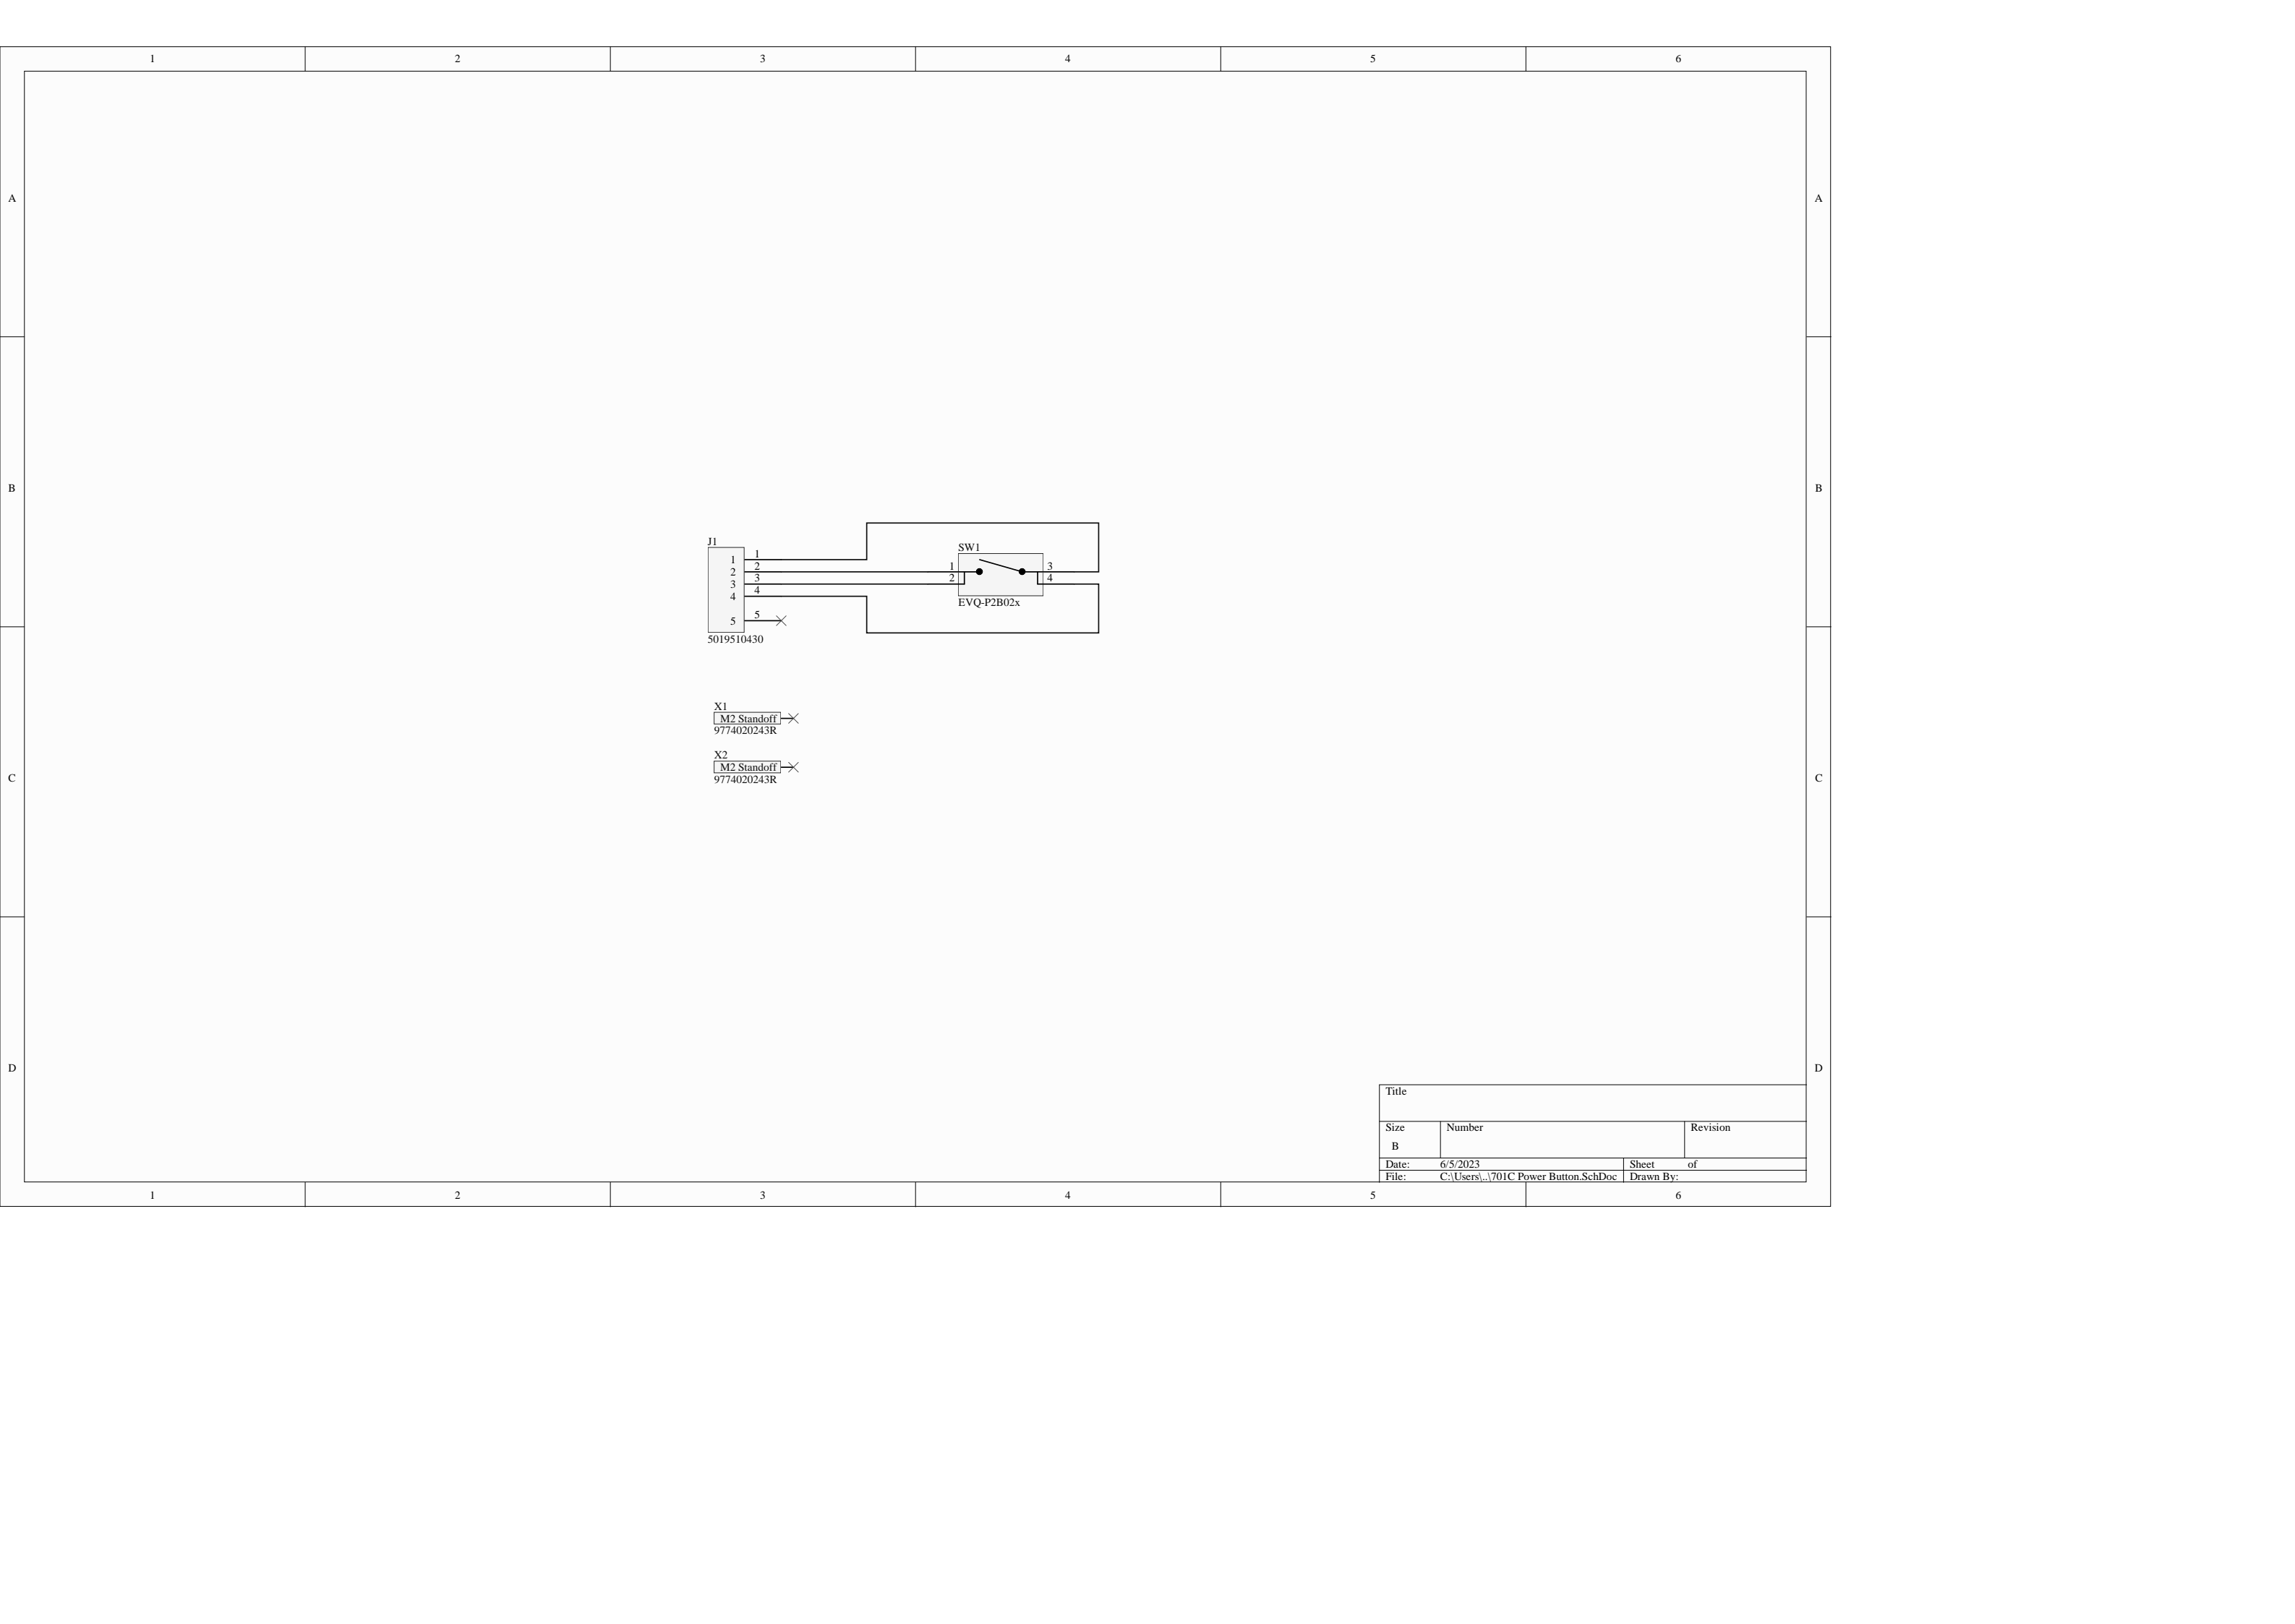 1 2 3 4 5 6
A A
B B
J1
1 1
2 2
3 3
4 4
5 5
5019510430
SW1
1 3
2 4
EVQ-P2B02x
X1
M2 Standoff
9774020243R
X2
M2 Standoff
9774020243R
C C
D D
Title
Size Number Revision
B
Date: 6/5/2023 Sheet of
File: C:\Users\..\701C Power Button.SchDoc Drawn By:
1 2 3 4 5 6